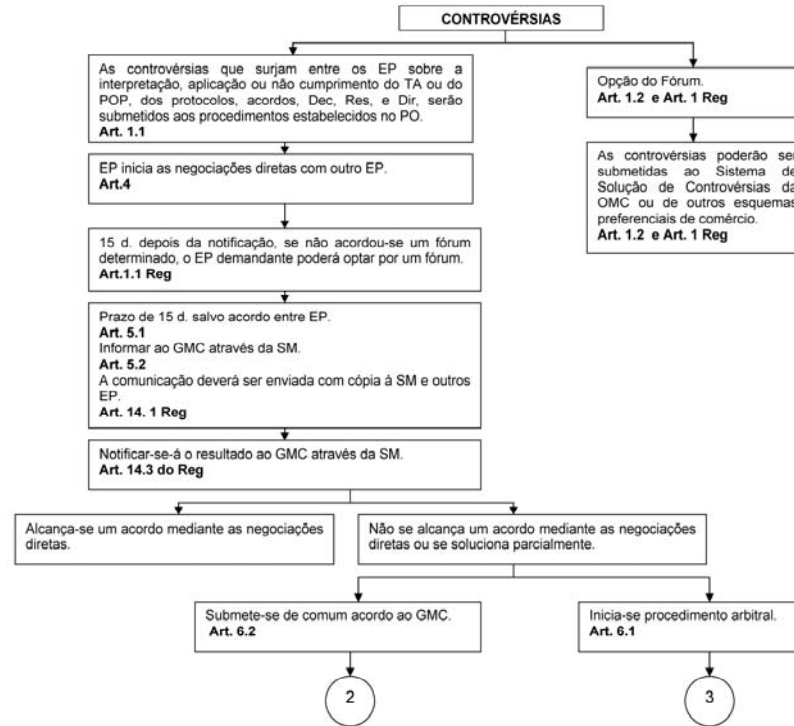 CONTROVÉRSIAS
As controvérsias que surjam entre os EP sobre a
interpretação, aplicação ou não cumprimento do TA ou do
POP, dos protocolos, acordos, Dec, Res, e Dir, serão
submetidos aos procedimentos estabelecidos no PO.
Art. 1.1
Opção do Fórum.
Art. 1.2 e Art. 1 Reg
EP inicia as negociações diretas com outro EP.
Art.4
As controvérsias poderão ser
submetidas ao Sistema de
Solução de Controvérsias da
OMC ou de outros esquemas
preferenciais de comércio.
Art. 1.2 e Art. 1 Reg
15 d. depois da notificação, se não acordou-se um fórum
determinado, o EP demandante poderá optar por um fórum.
Art.1.1 Reg
Prazo de 15 d. salvo acordo entre EP.
Art. 5.1
Informar ao GMC através da SM.
Art. 5.2
A comunicação deverá ser enviada com cópia à SM e outros
EP.
Art. 14. 1 Reg
Notificar-se-á o resultado ao GMC através da SM.
Art. 14.3 do Reg
Alcança-se um acordo mediante as negociações
diretas.
Não se alcança um acordo mediante as negociações
diretas ou se soluciona parcialmente.
Submete-se de comum acordo ao GMC.
Art. 6.2
Inicia-se procedimento arbitral.
Art. 6.1
2
3